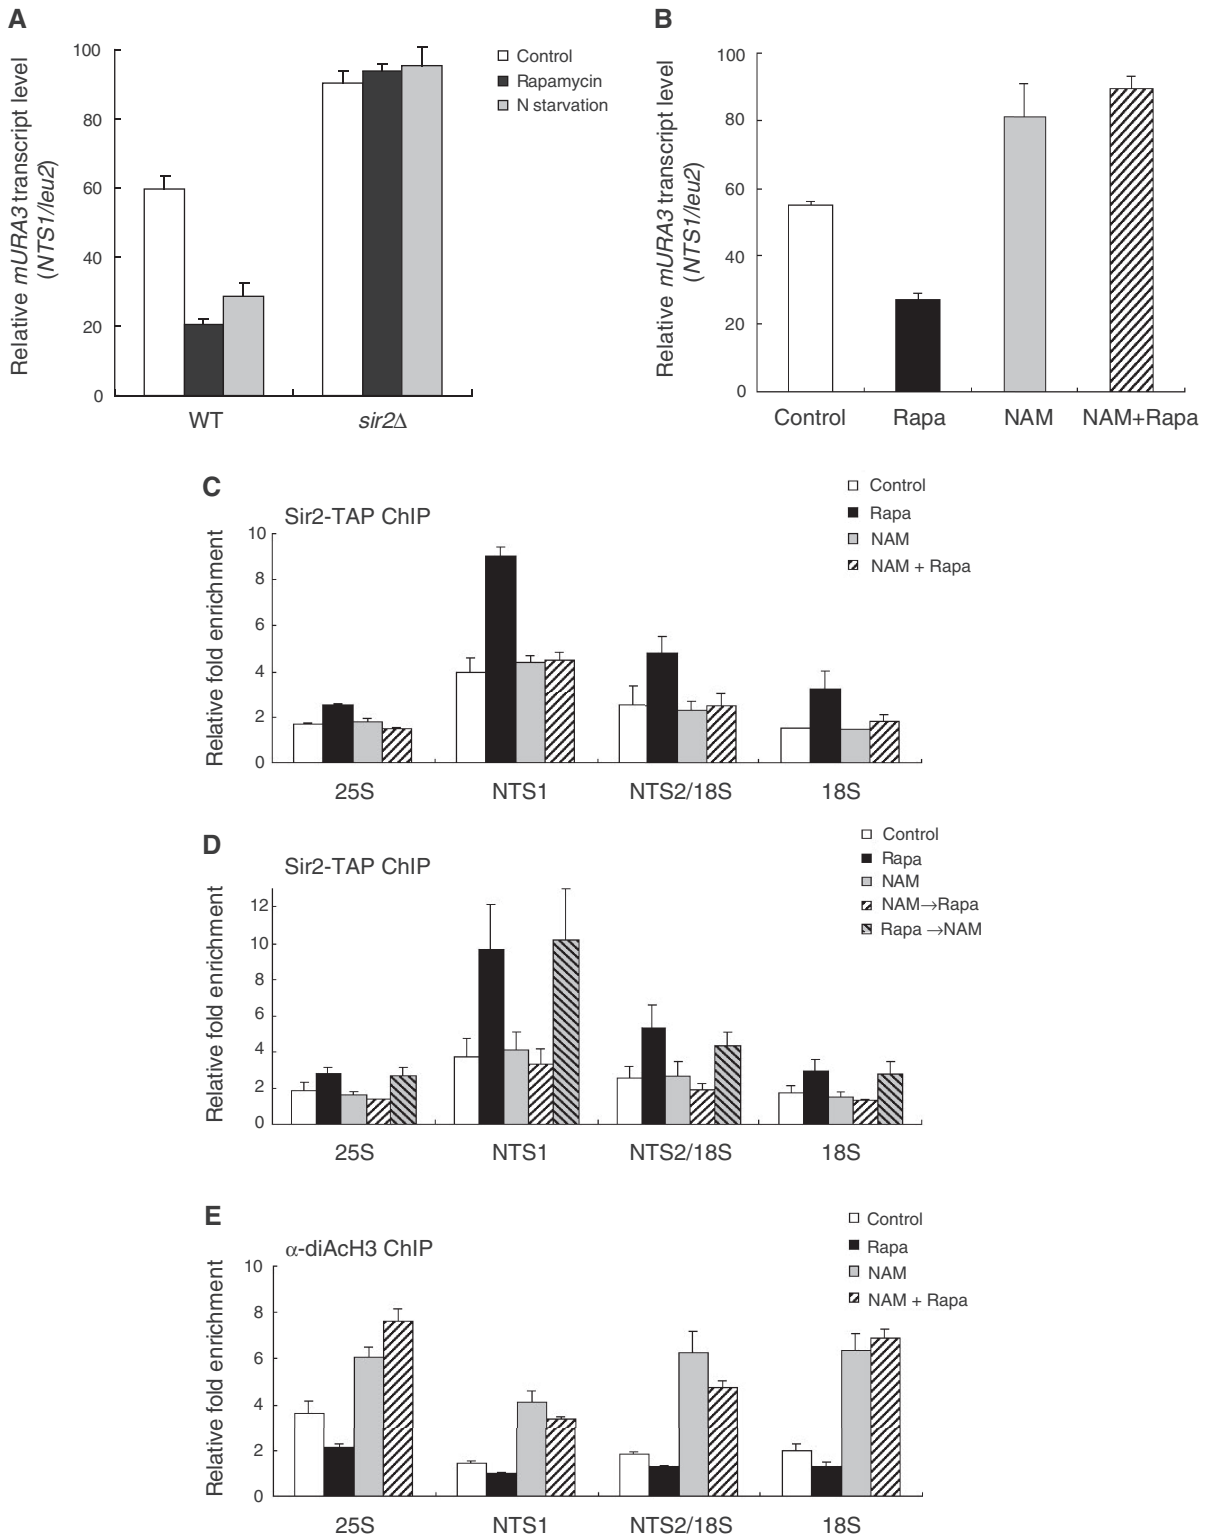 A
Relative mURA3 transcript level
(NTS1/leu2)
100
80
60
40
20
0
WT
sir2Δ
Control
Rapamycin
N starvation
B
Relative mURA3 transcript level
(NTS1/leu2)
100
80
60
40
20
0
Control
Rapa
NAM
NAM+Rapa
C
Sir2-TAP ChIP
Relative fold enrichment
10
8
6
4
2
0
25S
NTS1
NTS2/18S
18S
Control
Rapa
NAM
NAM + Rapa
D
Sir2-TAP ChIP
Relative fold enrichment
12
10
8
6
4
2
0
25S
NTS1
NTS2/18S
18S
Control
Rapa
NAM
NAM→Rapa
Rapa →NAM
E
α-diAcH3 ChIP
Relative fold enrichment
10
8
6
4
2
0
25S
NTS1
NTS2/18S
18S
Control
Rapa
NAM
NAM + Rapa